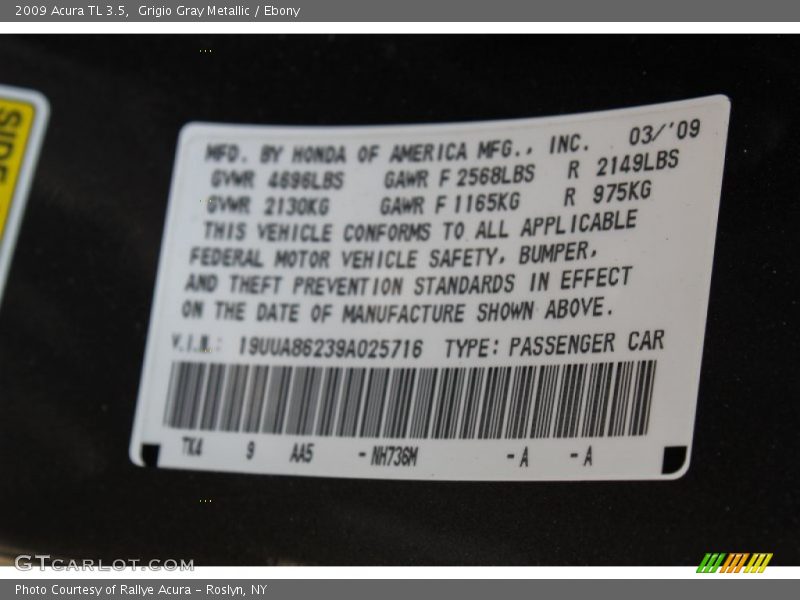 2009 Acura TL 3.5,  Grigio Gray Metallic / Ebony
SIDE
MFD. BY HONDA OF AMERICA MFG., INC. 03/'09
GVWR 4696LBS GAWR F 2568LBS R 2149LBS
GVWR 2130KG GAWR F 1165KG R 975KG
THIS VEHICLE CONFORMS TO ALL APPLICABLE
FEDERAL MOTOR VEHICLE SAFETY, BUMPER,
AND THEFT PREVENTION STANDARDS IN EFFECT
ON THE DATE OF MANUFACTURE SHOWN ABOVE.
V.I.N.: 19UUA86239A025716 TYPE: PASSENGER CAR
TK4 9 AA5 - NH736M - A - A
GTcarlot.com
Photo Courtesy of Rallye Acura – Roslyn, NY